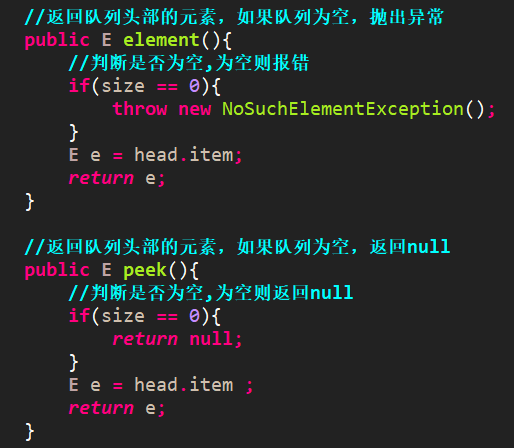 //返回队列头部的元素，如果队列为空，抛出异常
public E element(){
    //判断是否为空,为空则报错
    if(size == 0){
        throw new NoSuchElementException();
    }
    E e = head.item;
    return e;
}

//返回队列头部的元素，如果队列为空，返回null
public E peek(){
    //判断是否为空,为空则返回null
    if(size == 0){
        return null;
    }
    E e = head.item ;
    return e;
}